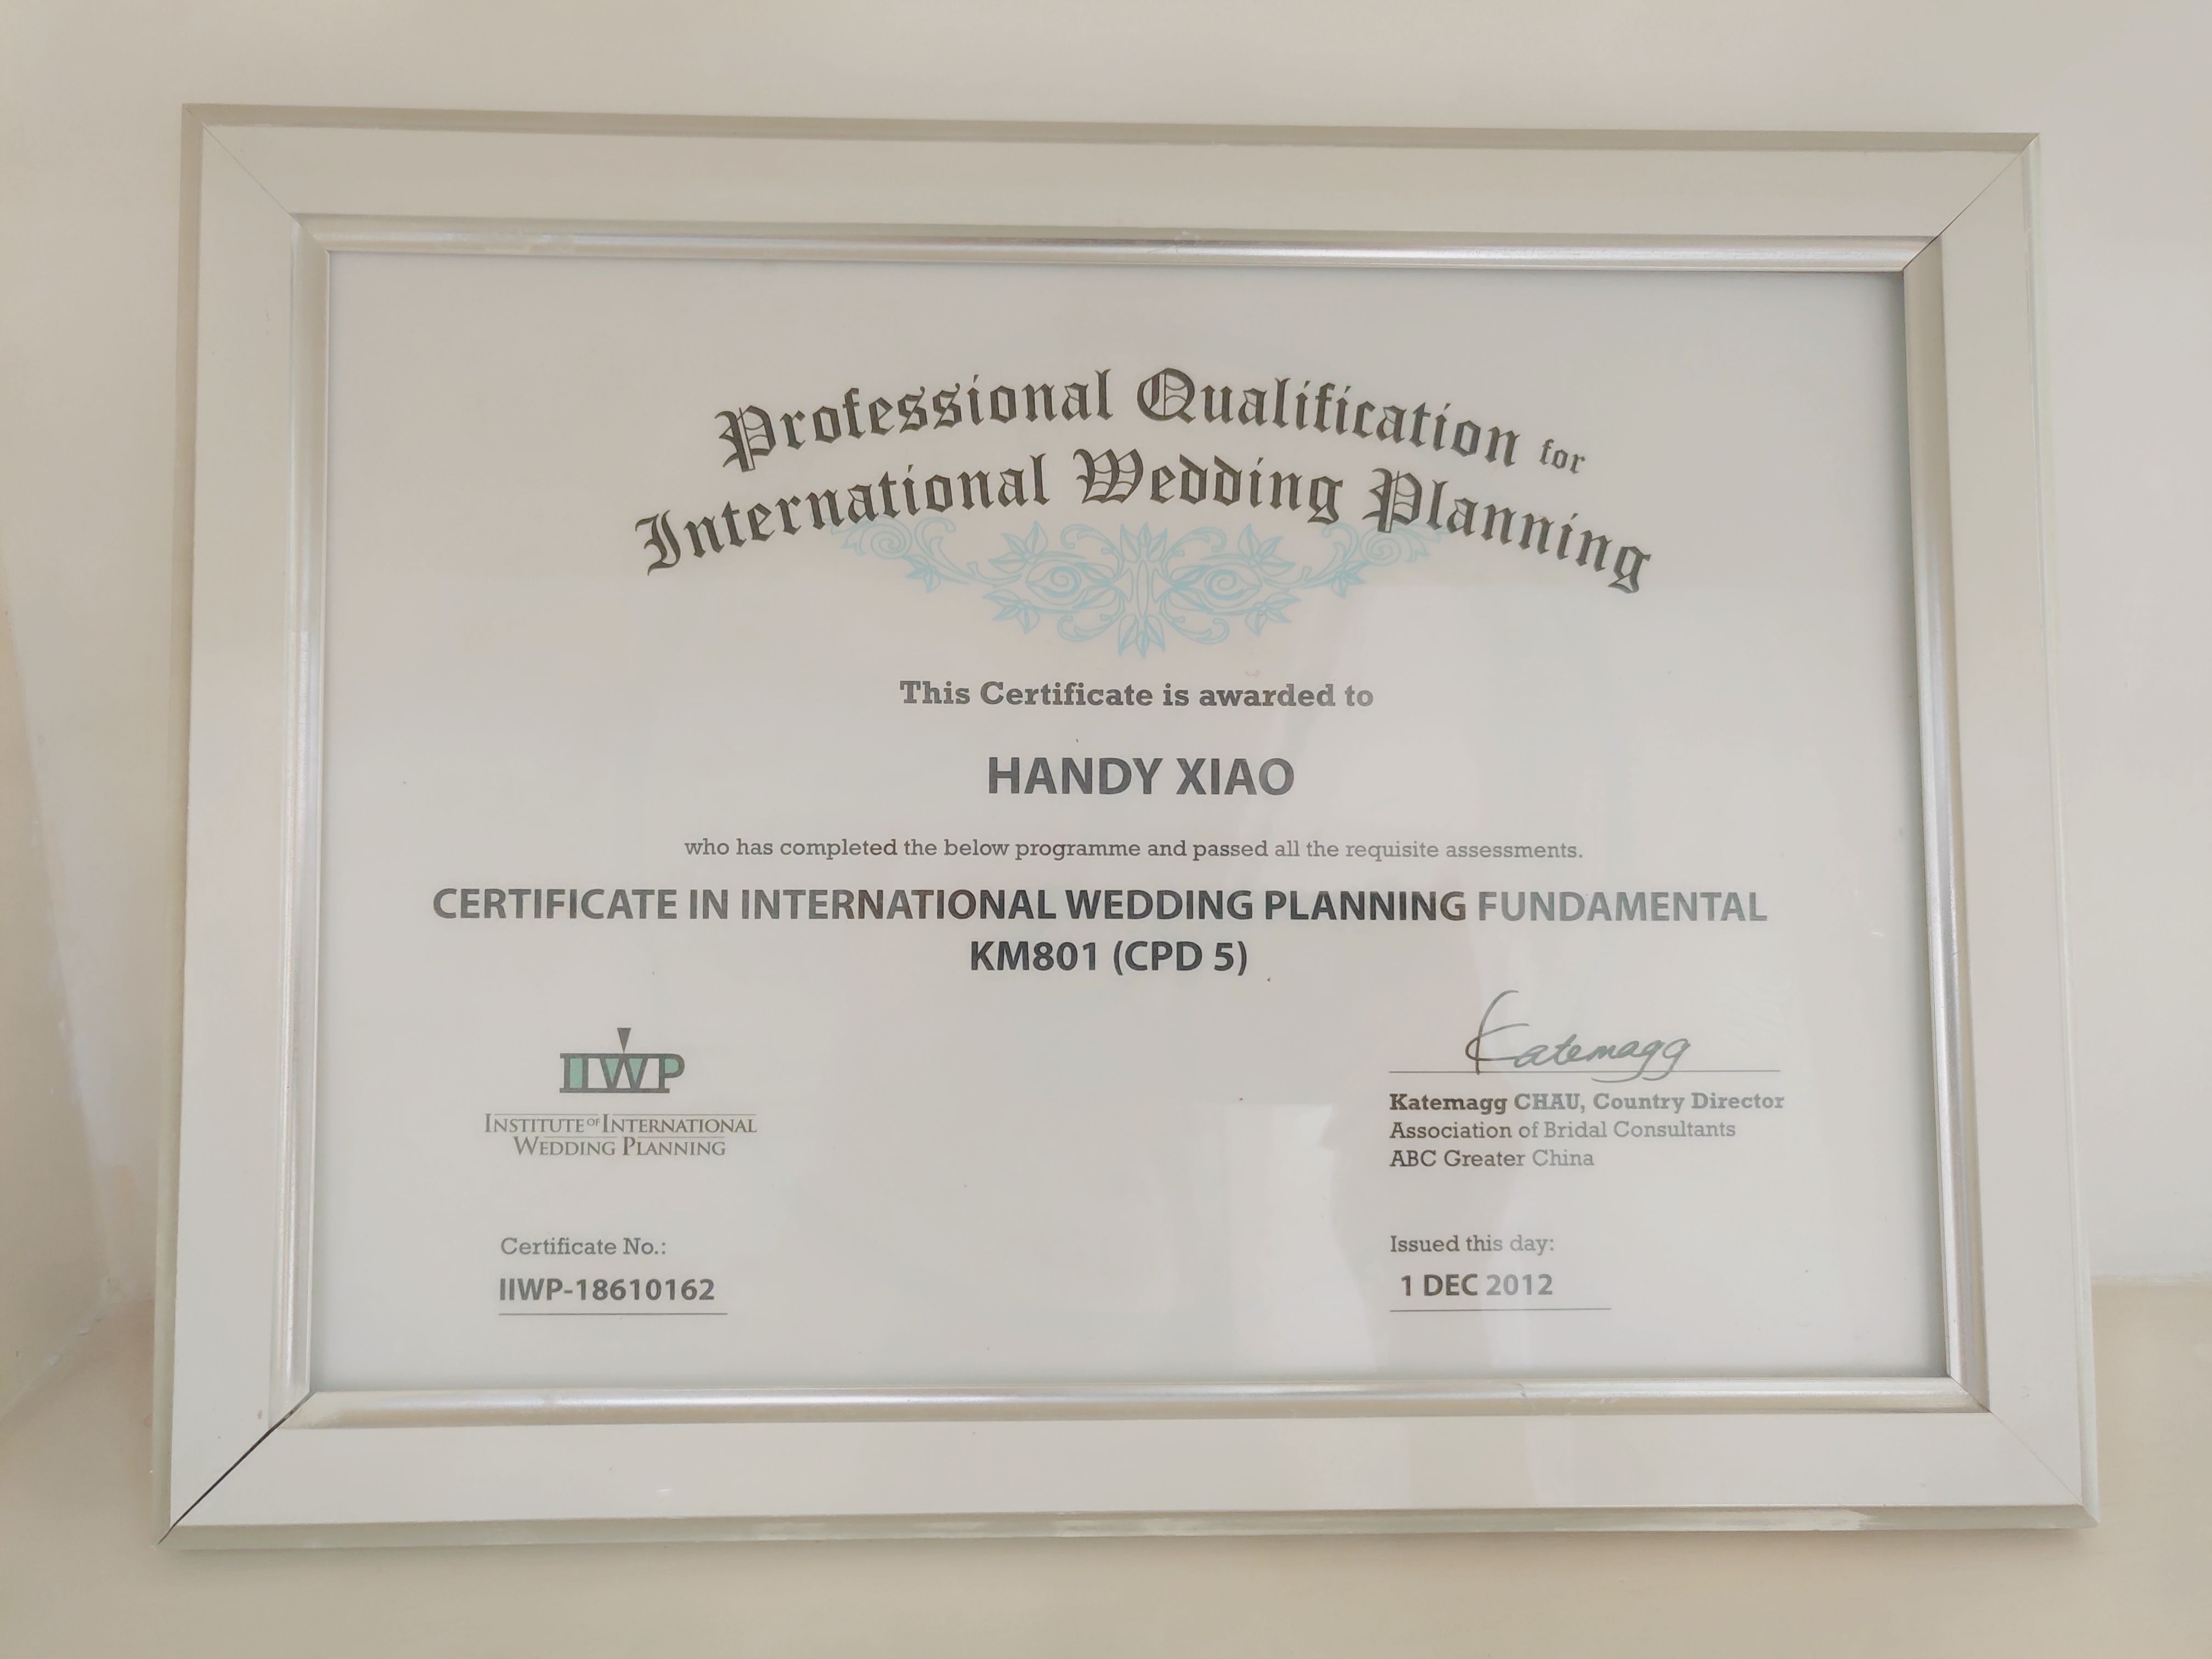 Professional Qualification for
International Wedding Planning
This Certificate is awarded to
HANDY XIAO
who has completed the below programme and passed all the requisite assessments.
CERTIFICATE IN INTERNATIONAL WEDDING PLANNING FUNDAMENTAL
KM801 (CPD 5)
IIWP
INSTITUTE OF INTERNATIONAL
WEDDING PLANNING
Katemagg
Katemagg CHAU, Country Director
Association of Bridal Consultants
ABC Greater China
Certificate No.:
IIWP-18610162
Issued this day:
1 DEC 2012